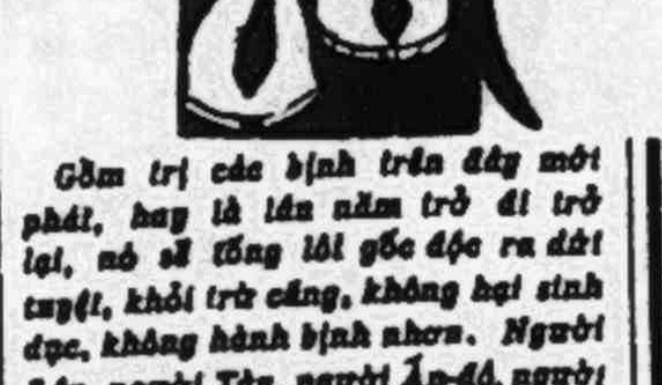 Gồm trị các bịnh trên đây mới
phát, hay là lâu năm trở đi trở
lại, nó sẽ tống lôi gốc độc ra dứt
tuyệt, khỏi trừ căng, không hại sinh
dục, không hành bịnh nhơn. Người
người Tàu, người Ấn-độ, người